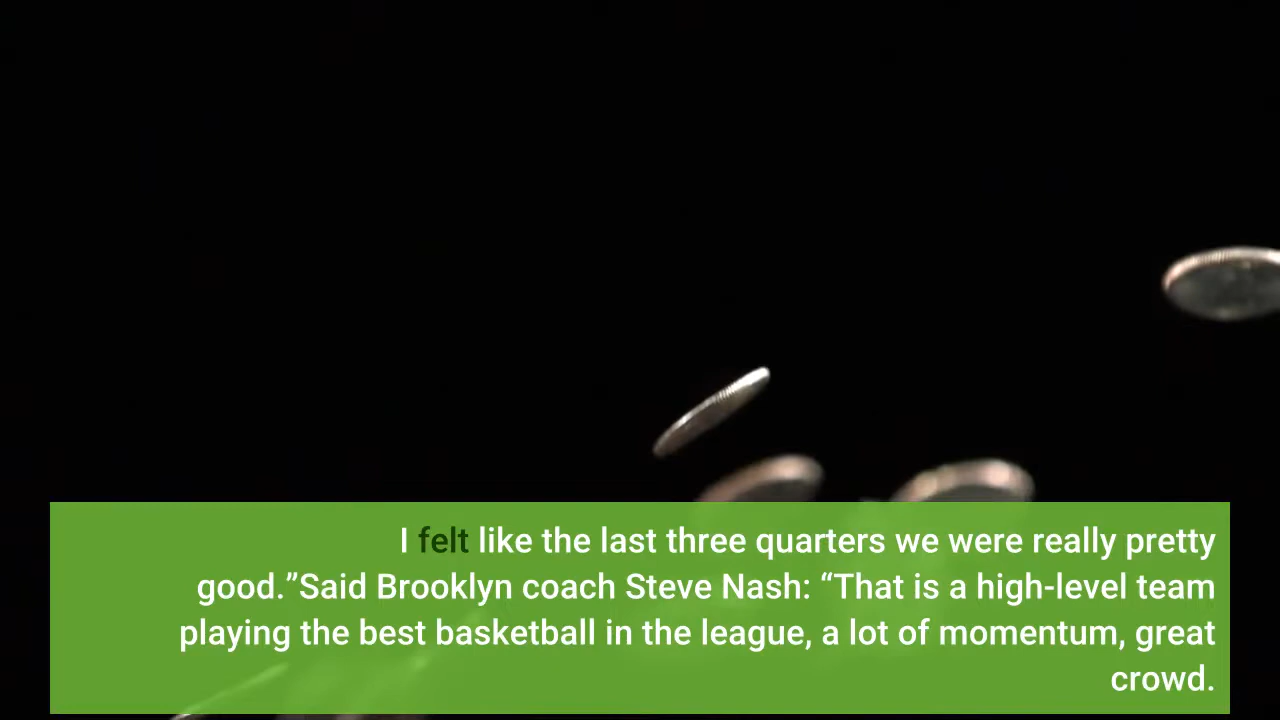 I felt like the last three quarters we were really pretty
good.”Said Brooklyn coach Steve Nash: “That is a high-level team
playing the best basketball in the league, a lot of momentum, great
crowd.